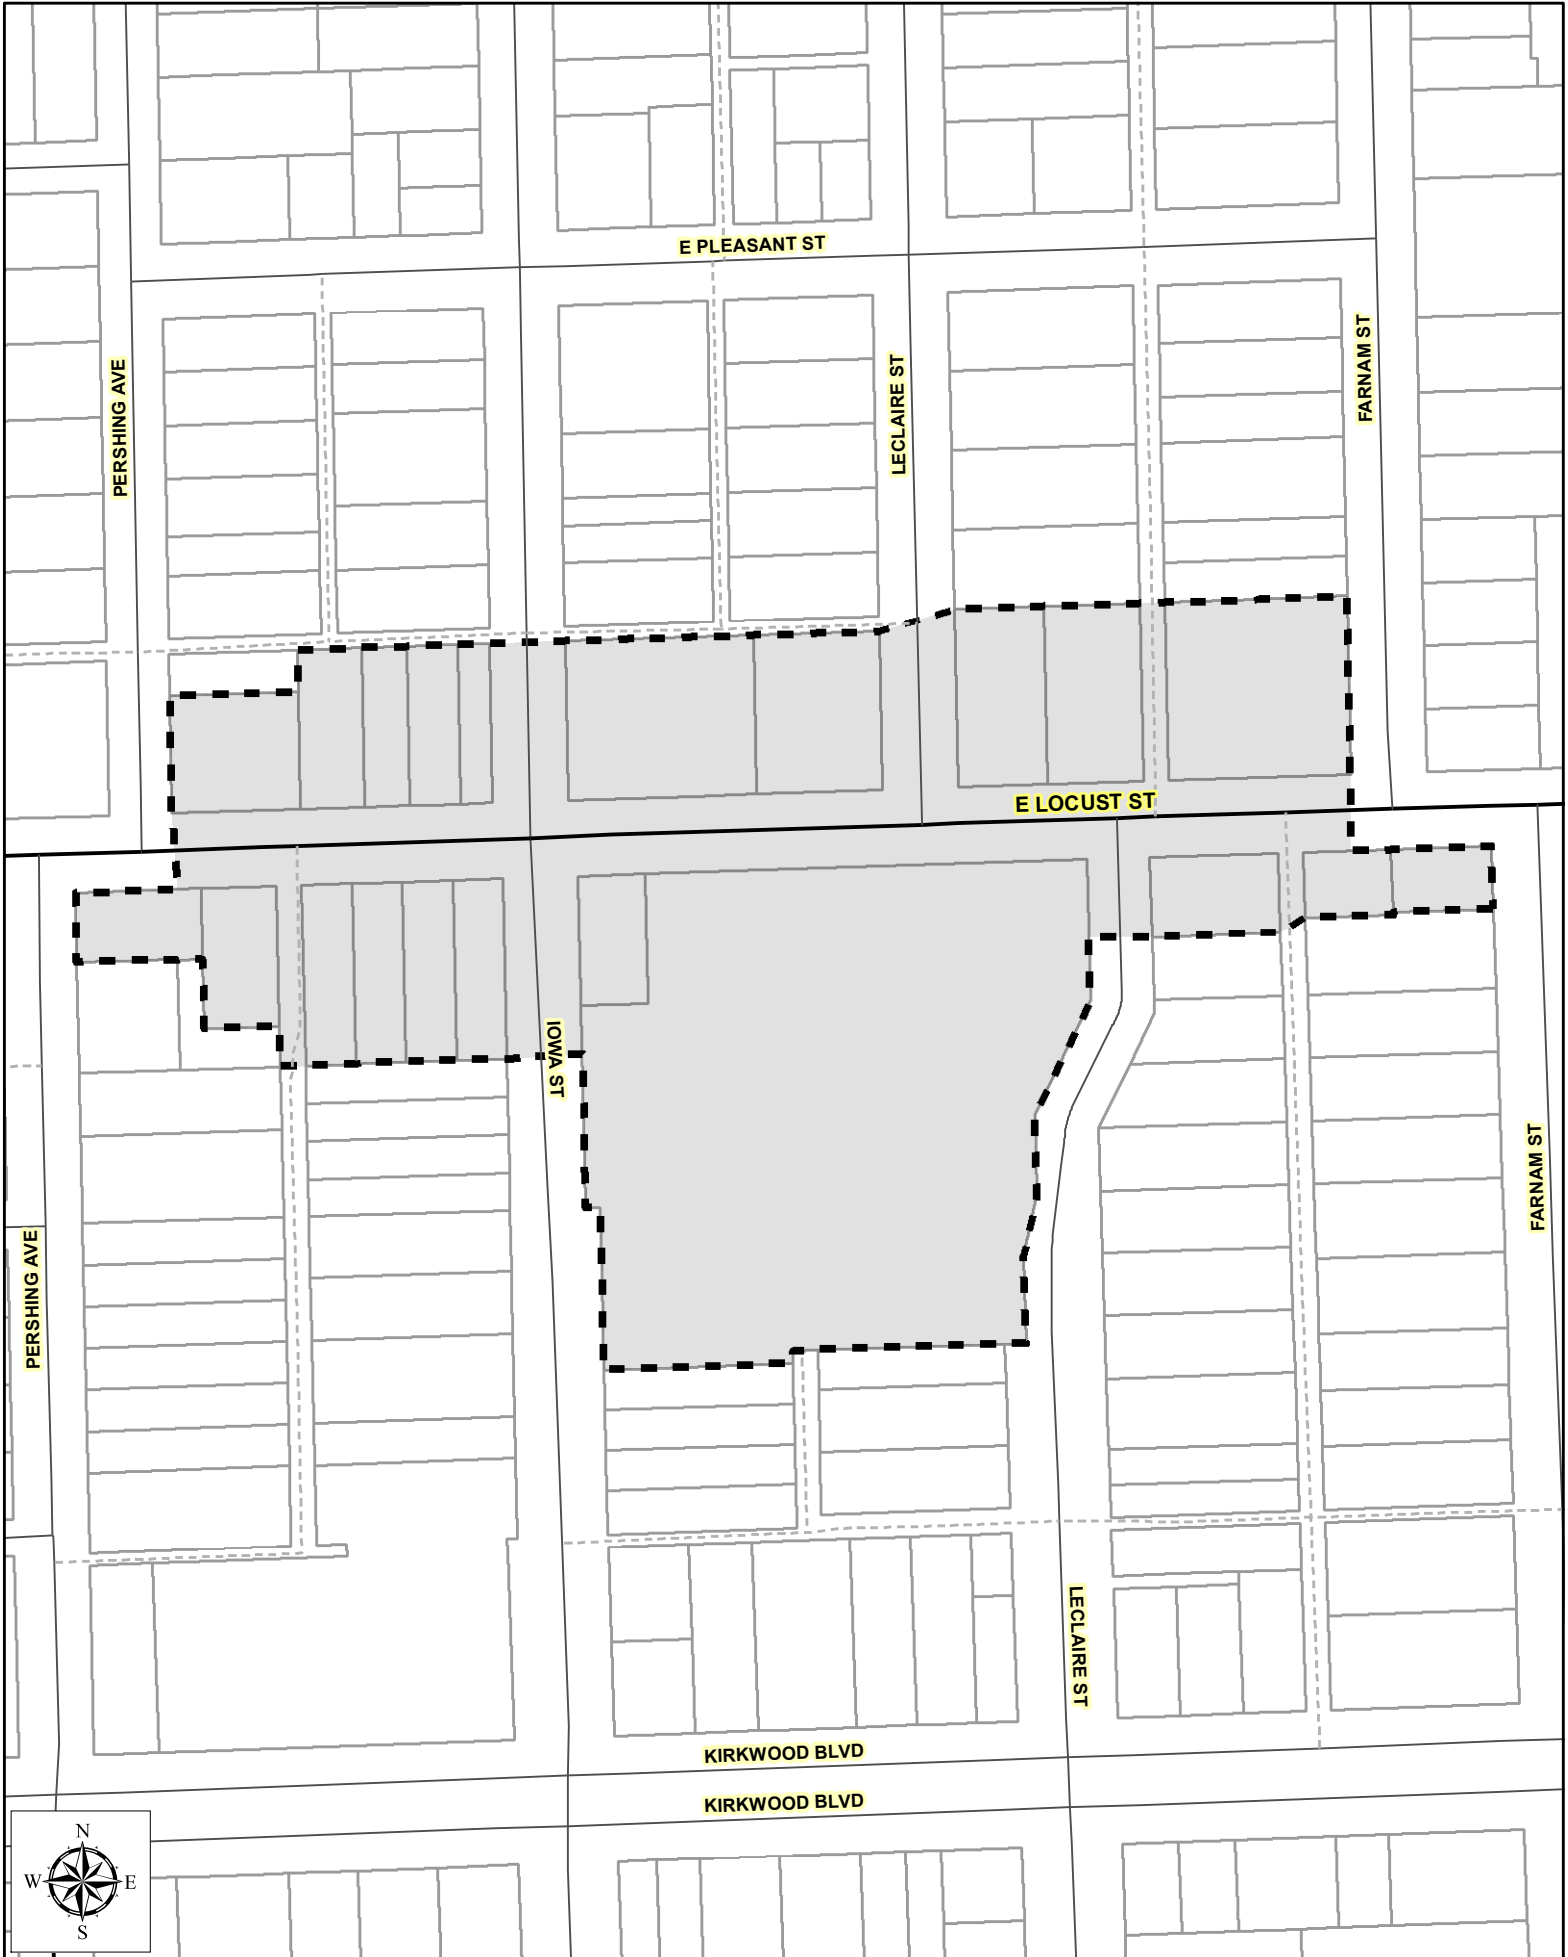 E PLEASANT ST
PERSHING AVE
LECLAIRE ST
FARNAM ST
E LOCUST ST
IOWA ST
FARNAM ST
PERSHING AVE
LECLAIRE ST
KIRKWOOD BLVD
KIRKWOOD BLVD
N
W E
S